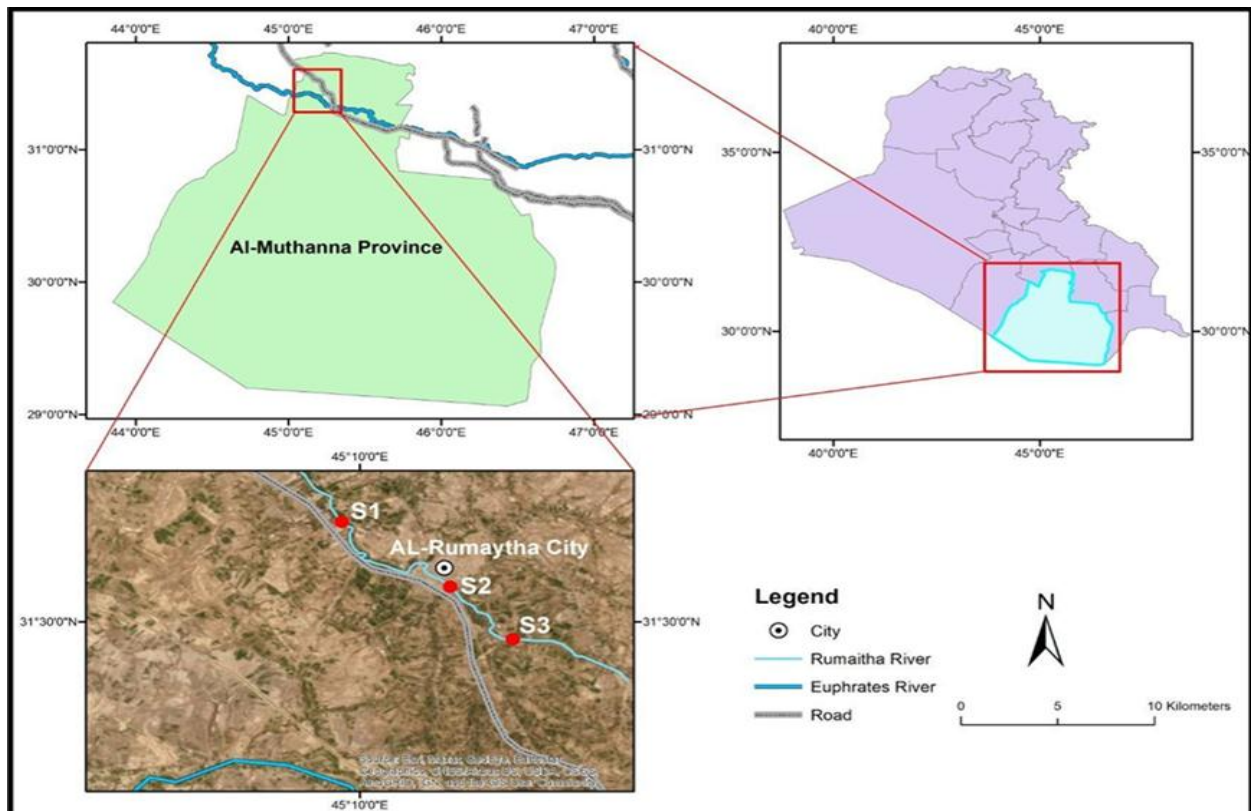 44°0'0"E 45°0'0"E 46°0'0"E 47°0'0"E
31°0'0"N 31°0'0"N
Al-Muthanna Province
30°0'0"N 30°0'0"N
29°0'0"N 29°0'0"N
44°0'0"E 45°0'0"E 46°0'0"E 47°0'0"E
40°0'0"E 45°0'0"E
35°0'0"N 35°0'0"N
30°0'0"N 30°0'0"N
40°0'0"E 45°0'0"E
45°10'0"E
S1
AL-Rumaytha City
S2
31°30'0"N 31°30'0"N
S3
45°10'0"E
Legend
City
Rumaitha River
Euphrates River
Road
N
0 5 10 Kilometers